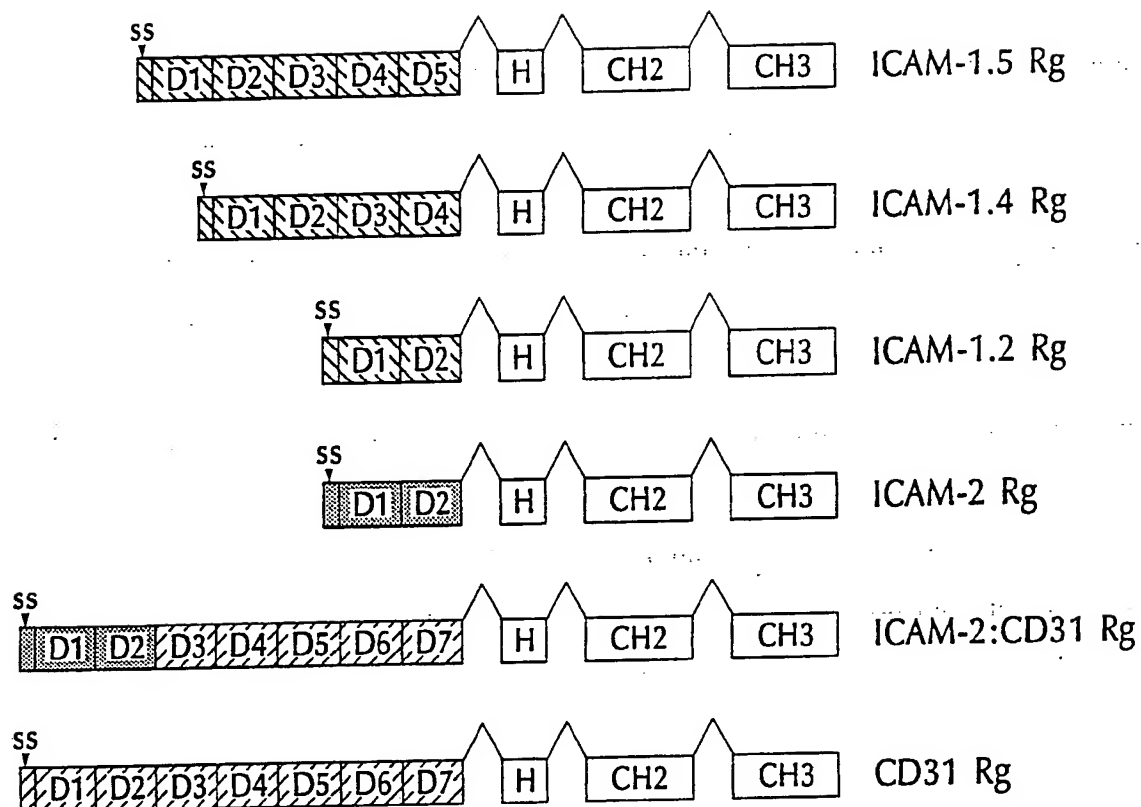 SS
D1 D2 D3 D4 D5 H CH2 CH3 ICAM-1.5 Rg
SS
D1 D2 D3 D4 H CH2 CH3 ICAM-1.4 Rg
SS
D1 D2 H CH2 CH3 ICAM-1.2 Rg
SS
D1 D2 H CH2 CH3 ICAM-2 Rg
SS
D1 D2 D3 D4 D5 D6 D7 H CH2 CH3 ICAM-2:CD31 Rg
SS
D1 D2 D3 D4 D5 D6 D7 H CH2 CH3 CD31 Rg